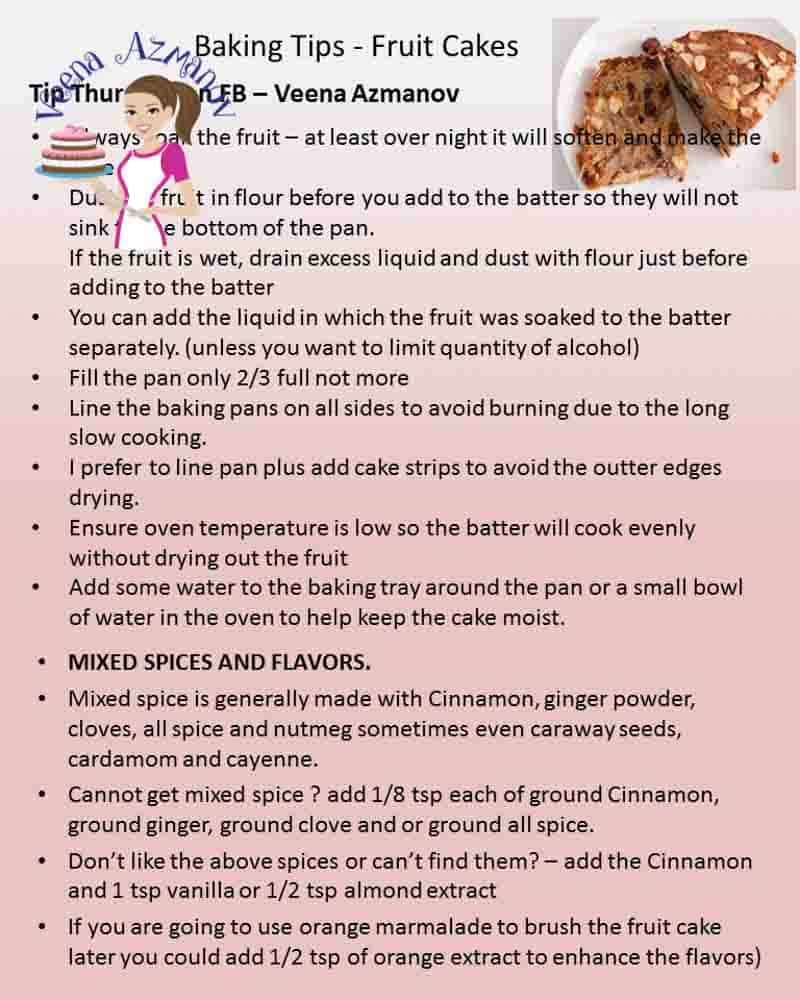 Baking Tips - Fruit Cakes
Veena Azmanov
Tip Thur n FB – Veena Azmanov
• the fruit – at least over night it will soften and make the
• fruit in flour before you add to the batter so they will not
sink bottom of the pan.
If the fruit is wet, drain excess liquid and dust with flour just before
adding to the batter
• You can add the liquid in which the fruit was soaked to the batter
separately. (unless you want to limit quantity of alcohol)
• Fill the pan only 2/3 full not more
• Line the baking pans on all sides to avoid burning due to the long
slow cooking.
• I prefer to line pan plus add cake strips to avoid the outter edges
drying.
• Ensure oven temperature is low so the batter will cook evenly
without drying out the fruit
• Add some water to the baking tray around the pan or a small bowl
of water in the oven to help keep the cake moist.
• MIXED SPICES AND FLAVORS.
• Mixed spice is generally made with Cinnamon, ginger powder,
cloves, all spice and nutmeg sometimes even caraway seeds,
cardamom and cayenne.
• Cannot get mixed spice ? add 1/8 tsp each of ground Cinnamon,
ground ginger, ground clove and or ground all spice.
• Don't like the above spices or can't find them? – add the Cinnamon
and 1 tsp vanilla or 1/2 tsp almond extract
• If you are going to use orange marmalade to brush the fruit cake
later you could add 1/2 tsp of orange extract to enhance the flavors)